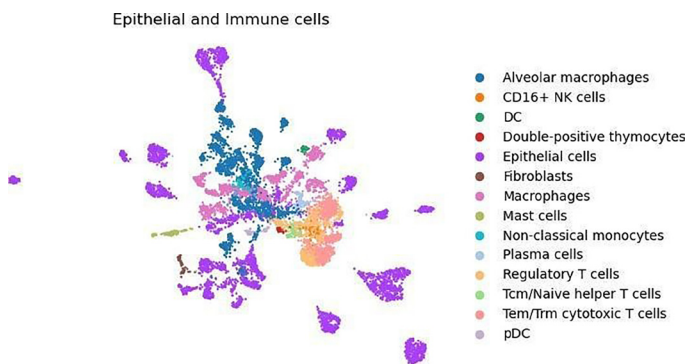 Epithelial and Immune cells
Alveolar macrophages
CD16+ NK cells
DC
Double-positive thymocytes
Epithelial cells
Fibroblasts
Macrophages
Mast cells
Non-classical monocytes
Plasma cells
Regulatory T cells
Tcm/Naive helper T cells
Tem/Trm cytotoxic T cells
pDC